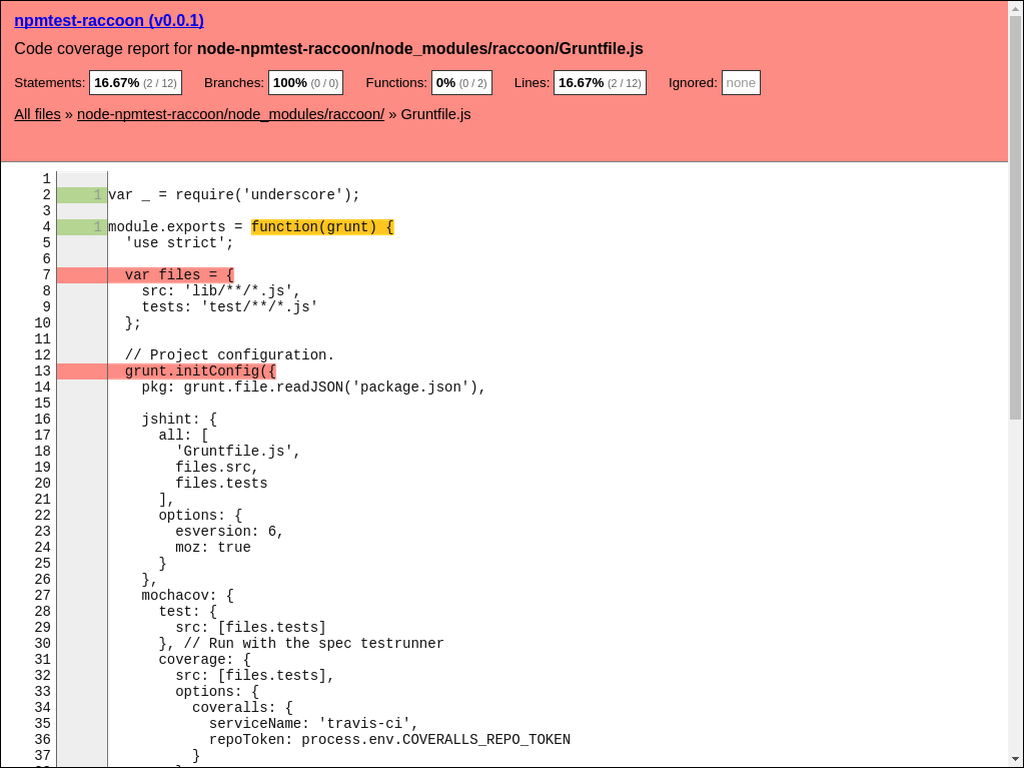 npmtest-raccoon (v0.0.1)
Code coverage report for node-npmtest-raccoon/node_modules/raccoon/Gruntfile.js
Statements: 16.67% (2 / 12) Branches: 100% (0 / 0) Functions: 0% (0 / 2) Lines: 16.67% (2 / 12) Ignored: none
All files » node-npmtest-raccoon/node_modules/raccoon/ » Gruntfile.js
1
2 1 var _ = require('underscore');
3
4 1 module.exports = function(grunt) {
5   'use strict';
6
7   var files = {
8     src: 'lib/**/*.js',
9     tests: 'test/**/*.js'
10   };
11
12   // Project configuration.
13   grunt.initConfig({
14     pkg: grunt.file.readJSON('package.json'),
15
16     jshint: {
17       all: [
18         'Gruntfile.js',
19         files.src,
20         files.tests
21       ],
22       options: {
23         esversion: 6,
24         moz: true
25       }
26     },
27     mochacov: {
28       test: {
29         src: [files.tests]
30       }, // Run with the spec testrunner
31       coverage: {
32         src: [files.tests],
33         options: {
34           coveralls: {
35             serviceName: 'travis-ci',
36             repoToken: process.env.COVERALLS_REPO_TOKEN
37           }